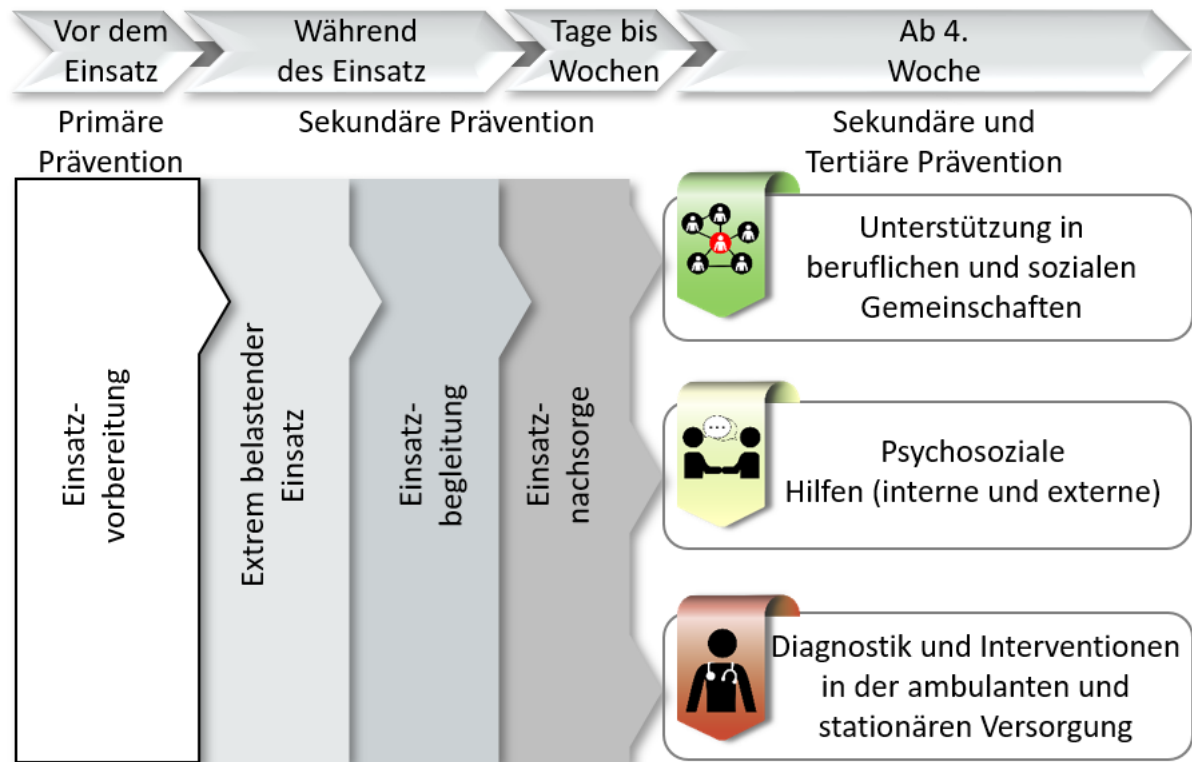 Vor dem
Einsatz
Während
des Einsatz
Tage bis
Wochen
Ab 4.
Woche
Primäre
Prävention
Sekundäre Prävention
Sekundäre und
Tertiäre Prävention
Einsatz-
vorbereitung
Extrem belastender
Einsatz
Einsatz-
begleitung
Einsatz-
nachsorge
Unterstützung in
beruflichen und sozialen
Gemeinschaften
Psychosoziale
Hilfen (interne und externe)
Diagnostik und Interventionen
in der ambulanten und
stationären Versorgung